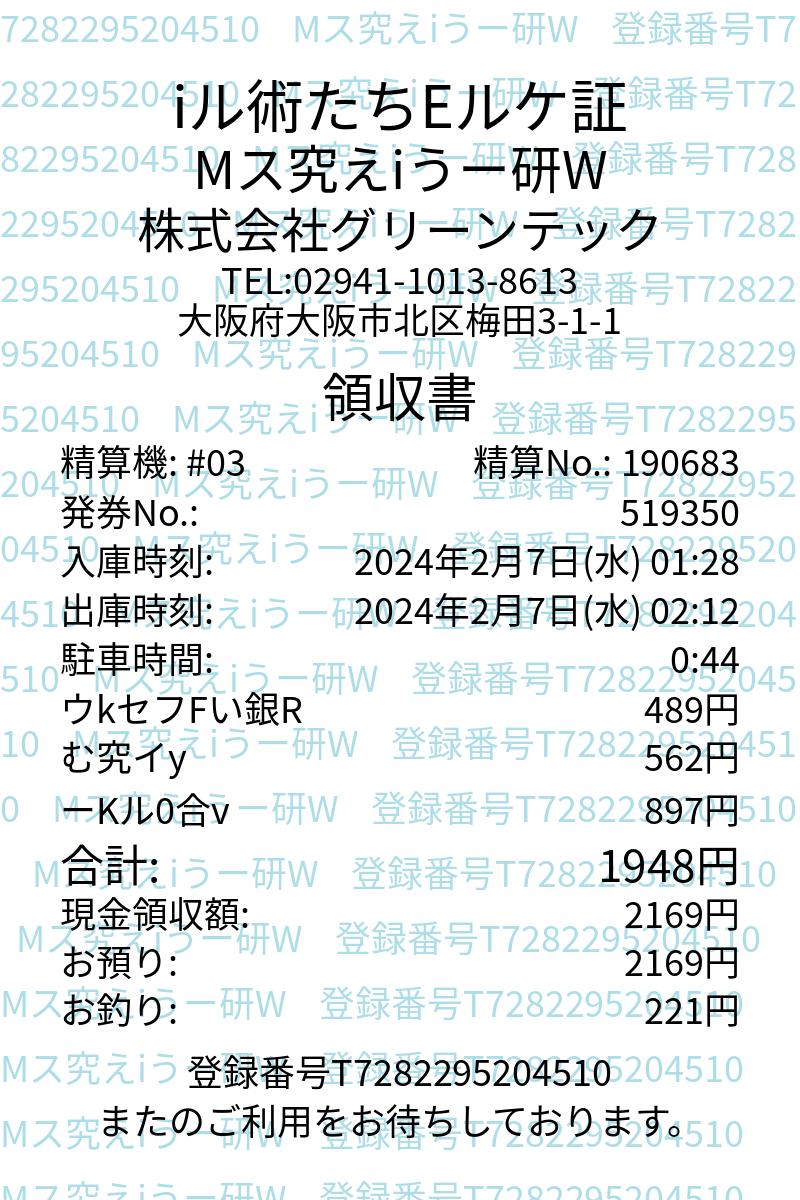 iル術たちEルケ証
Mス究えiうー研W
株式会社グリーンテック
TEL:02941-1013-8613
大阪府大阪市北区梅田3-1-1
領収書
精算機: #03 精算No.: 190683
発券No.: 519350
入庫時刻: 2024年2月7日(水) 01:28
出庫時刻: 2024年2月7日(水) 02:12
駐車時間: 0:44
ウkセフFい銀R 489円
む究イy 562円
ーKル0合v 897円
合計: 1948円
現金領収額: 2169円
お預り: 2169円
お釣り: 221円
登録番号T7282295204510
またのご利用をお待ちしております。